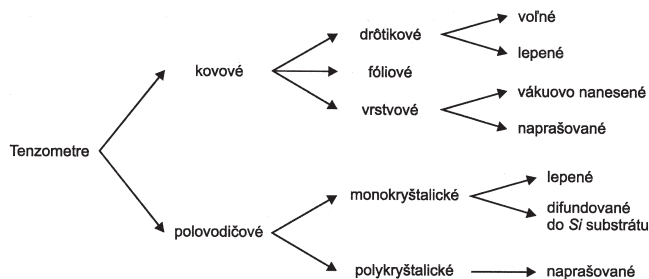 Tenzometre
kovové
drôtikové
voľné
lepené
fóliové
vrstvové
vákuovo nanesené
naprašované
polovodičové
monokryštalické
lepené
difundované
do Si substrátu
polykryštalické
naprašované